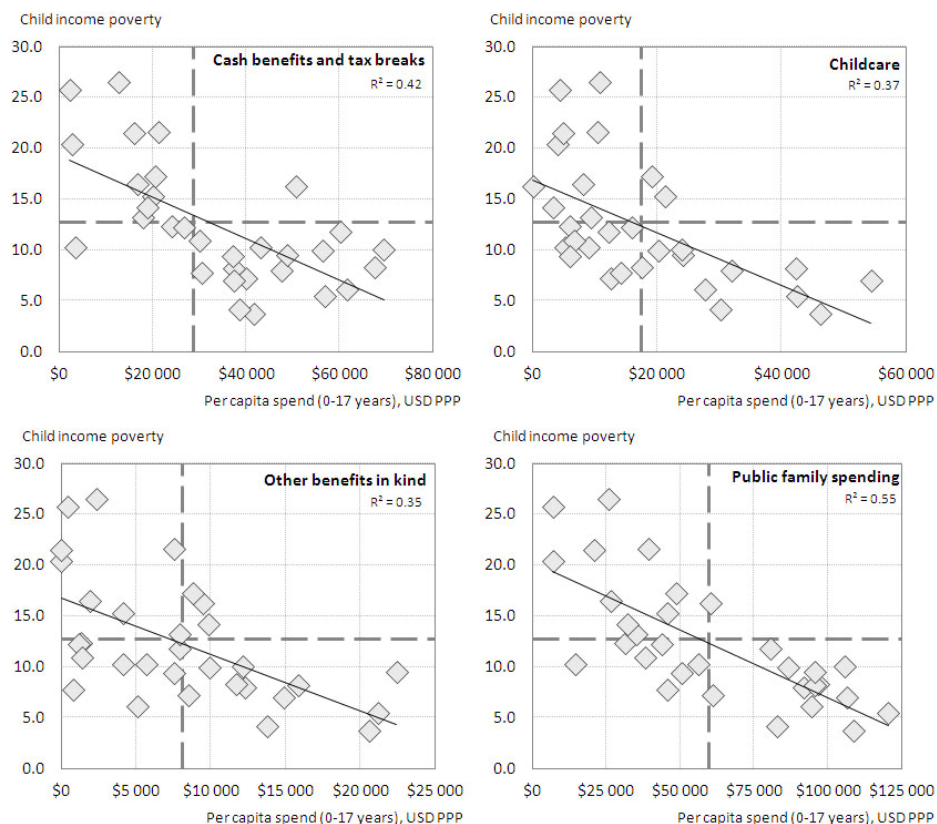 Child income poverty
Child income poverty
30.0
Cash benefits and tax breaks
R² = 0.42
25.0
20.0
15.0
10.0
5.0
0.0
$0 $20 000 $40 000 $60 000 $80 000
Per capita spend (0-17 years), USD PPP
30.0
Childcare
R² = 0.37
25.0
20.0
15.0
10.0
5.0
0.0
$0 $20 000 $40 000 $60 000
Per capita spend (0-17 years), USD PPP
Child income poverty
Child income poverty
30.0
Other benefits in kind
R² = 0.35
25.0
20.0
15.0
10.0
5.0
0.0
$0 $5 000 $10 000 $15 000 $20 000 $25 000
Per capita spend (0-17 years), USD PPP
30.0
Public family spending
R² = 0.55
25.0
20.0
15.0
10.0
5.0
0.0
$0 $25 000 $50 000 $75 000 $100 000 $125 000
Per capita spend (0-17 years), USD PPP